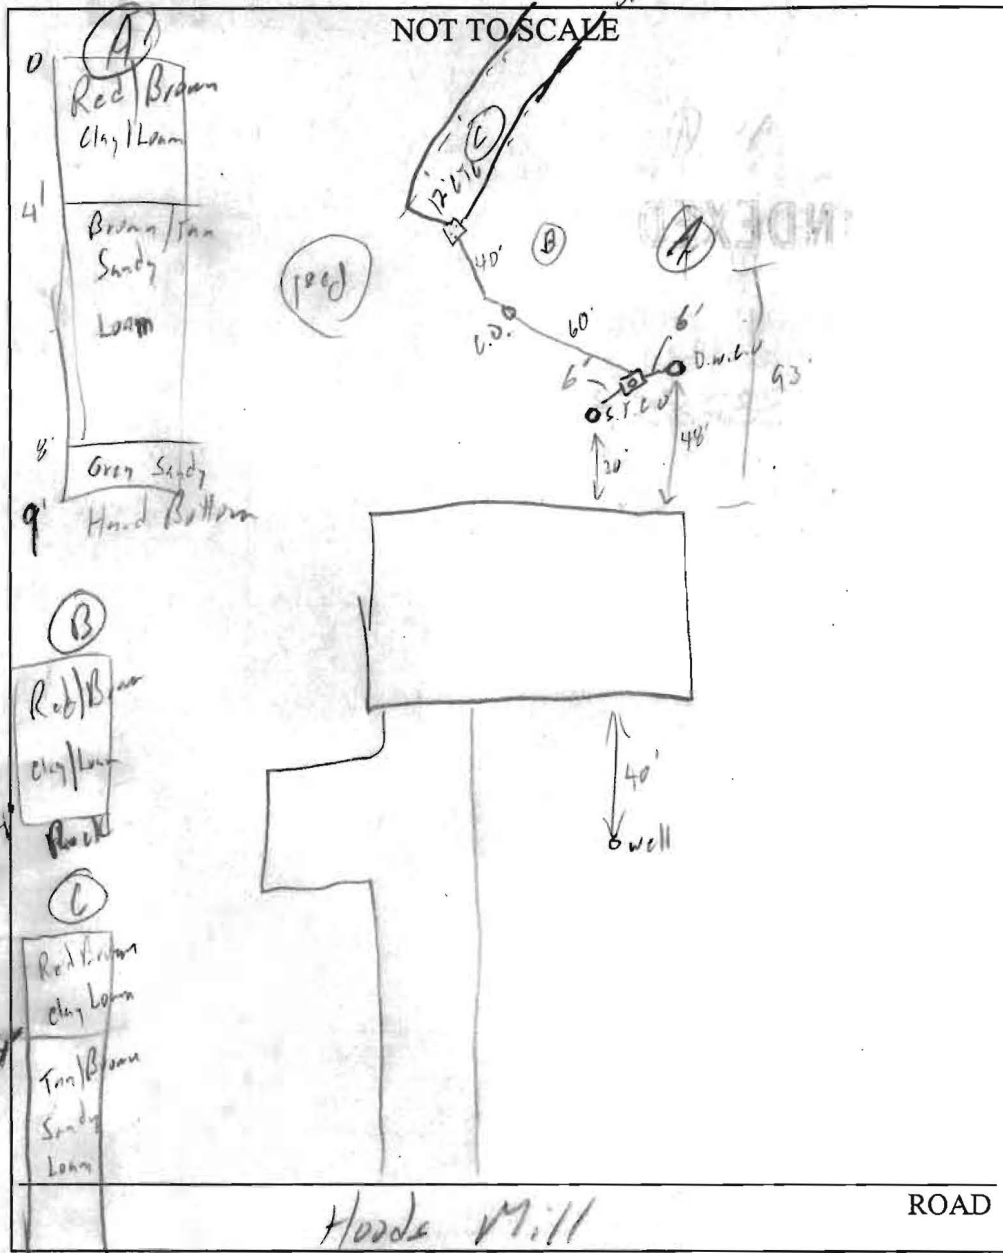 NOT TO SCALE
A
0
Red/Brown
Clay/Loam
4'
Brown/Tan
Sandy
Loam
8'
Grey Sandy
9'
Hard Bottom
C
40'
B
A
INDEXED
Pool
C.O.
60'
6'
D.W.C.O
6'
S.T.C.O
93'
30'
48'
B
Red/Brown
Clay/Loam
Rock
40'
well
C
Red Brown
Clay Loam
Tan/Brown
Sandy
Loam
ROAD
Hoods Mill